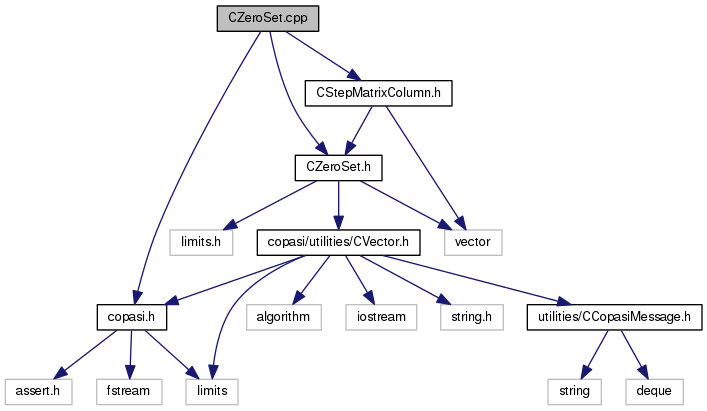 CZeroSet.cpp
CStepMatrixColumn.h
CZeroSet.h
limits.h
copasi/utilities/CVector.h
vector
copasi.h
algorithm
iostream
string.h
utilities/CCopasiMessage.h
assert.h
fstream
limits
string
deque